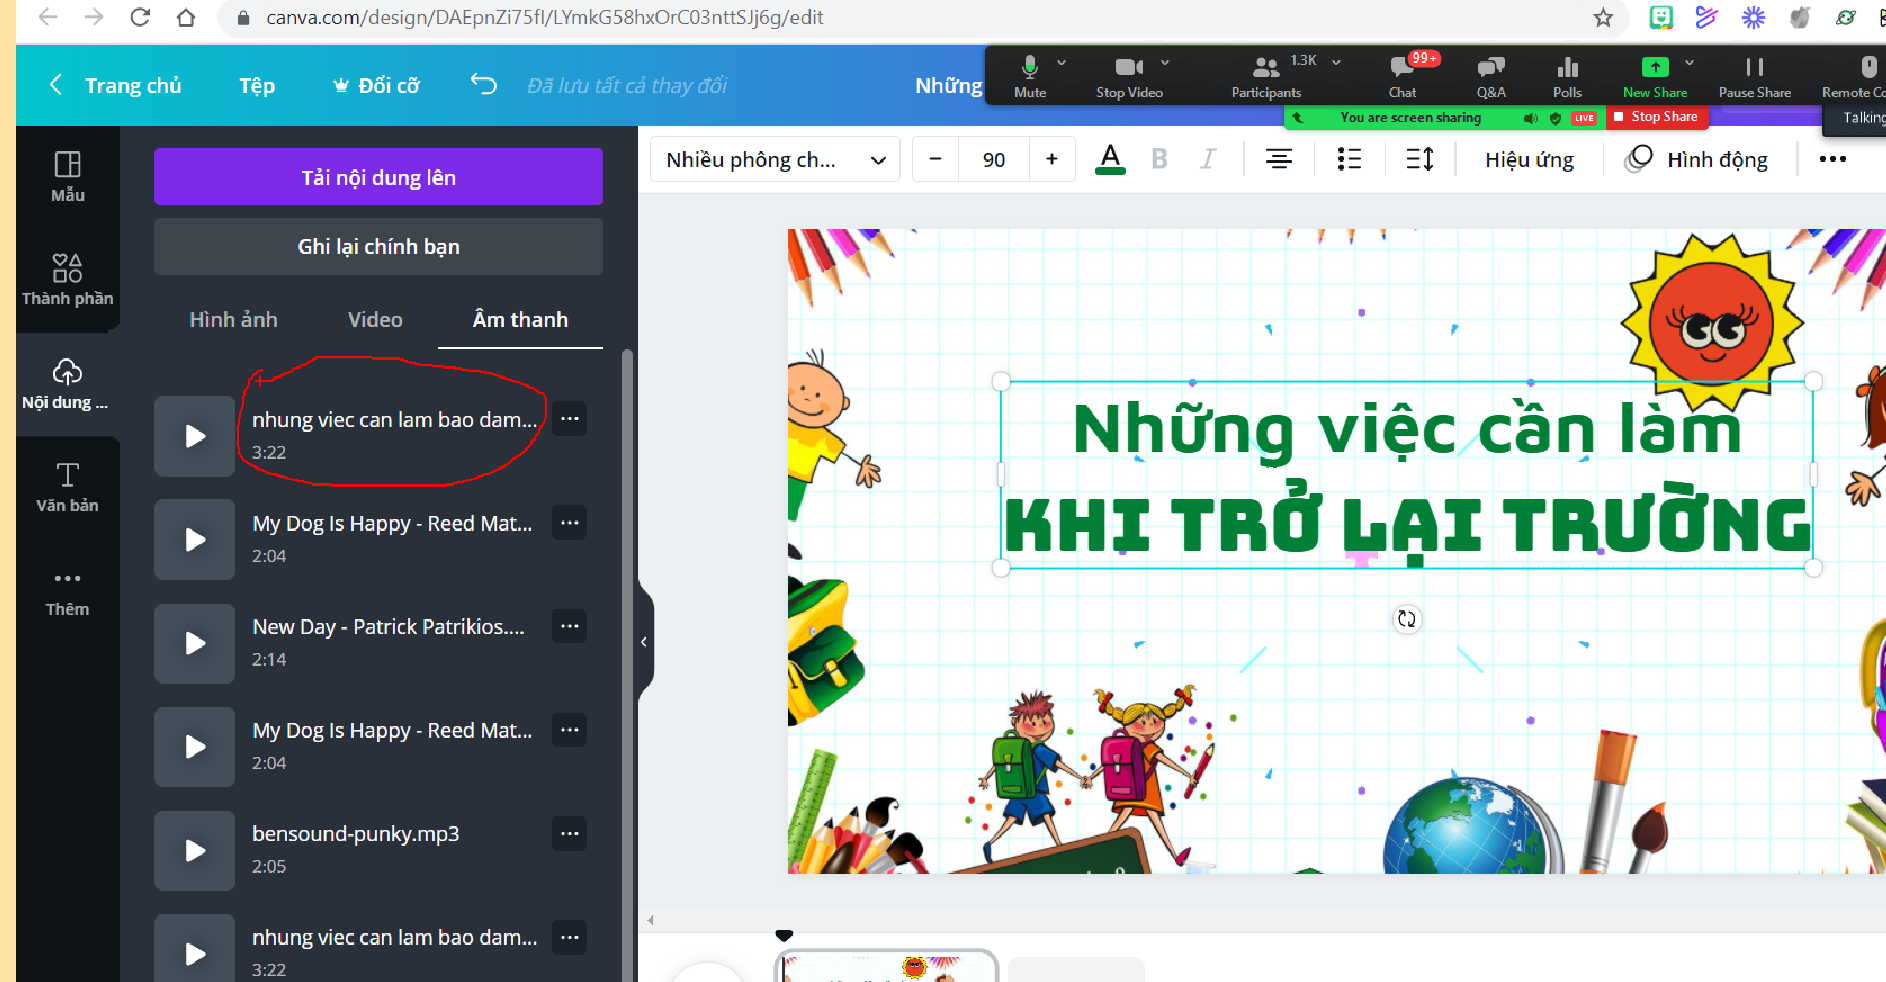 canva.com/design/DAEpnZi75fI/LYmkG58hxOrC03nttSJj6g/edit
Trang chủ Tệp Đổi cỡ Đã lưu tất cả thay đổi Những
Mute Stop Video Participants 1.3K Chat 99+ Q&A Polls New Share Pause Share
You are screen sharing LIVE Stop Share
Talking
Mẫu
Thành phần
Nội dung ...
Văn bản
Thêm
Tải nội dung lên
Ghi lại chính bạn
Hình ảnh Video Âm thanh
nhung viec can lam bao dam...
3:22
My Dog Is Happy - Reed Mat...
2:04
New Day - Patrick Patrikios....
2:14
My Dog Is Happy - Reed Mat...
2:04
bensound-punky.mp3
2:05
nhung viec can lam bao dam...
3:22
Nhiều phông ch... − 90 + A B I Hiệu ứng Hình động
Những việc cần làm
KHI TRỞ LẠI TRƯỜNG